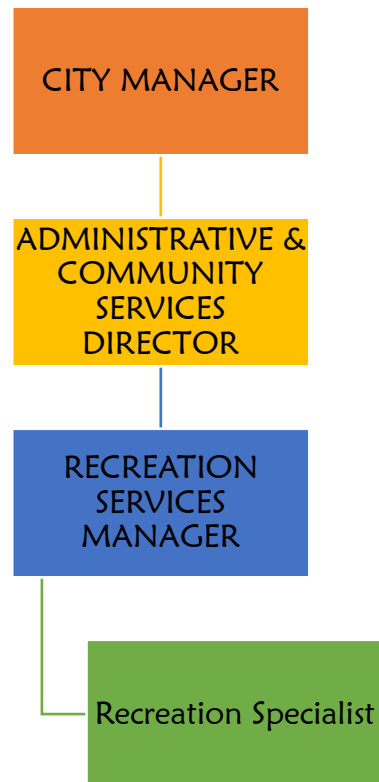 CITY MANAGER
ADMINISTRATIVE &
COMMUNITY
SERVICES
DIRECTOR
RECREATION
SERVICES
MANAGER
Recreation Specialist